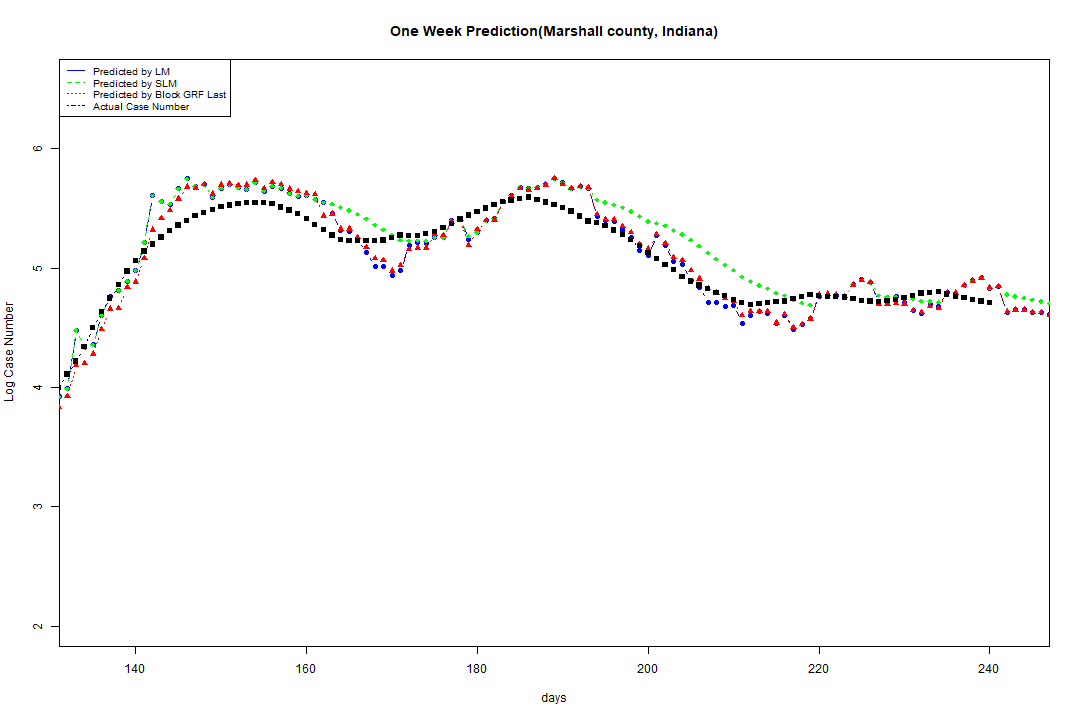 One Week Prediction(Marshall county, Indiana)
Predicted by LM
Predicted by SLM
Predicted by Block GRF Last
Actual Case Number
6
5
4
3
2
Log Case Number
140 160 180 200 220 240
days